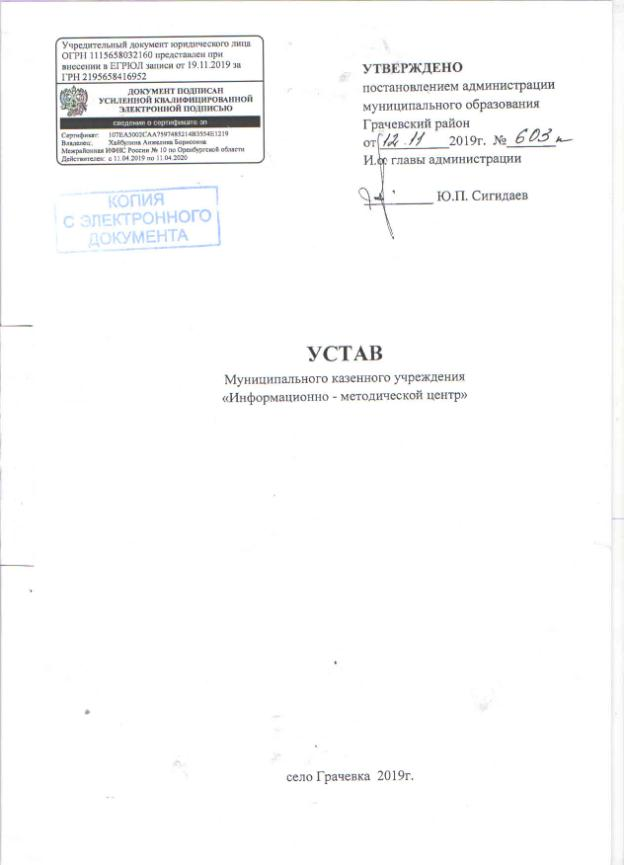 Учредительный документ юридического лица
ОГРН 1115658032160 представлен при
внесении в ЕГРЮЛ записи от 19.11.2019 за
ГРН 2195658416952
ДОКУМЕНТ ПОДПИСАН
УСИЛЕННОЙ КВАЛИФИЦИРОВАННОЙ
ЭЛЕКТРОННОЙ ПОДПИСЬЮ
сведения о сертификате эп
Сертификат:
Владелец: Хайбулина Анжелина Борисовна
Межрайонная ИФНС России № 10 по Оренбургской области
Действителен: с 11.04.2019 по 11.04.2020
КОПИЯ
С ЭЛЕКТРОННОГО
ДОКУМЕНТА
УТВЕРЖДЕНО
постановлением администрации
муниципального образования
Грачевский район
от 12.11 2019г. № 603 п
И.о главы администрации
Ю.П. Сигидаев
УСТАВ
Муниципального казенного учреждения
«Информационно - методической центр»
село Грачевка 2019г.